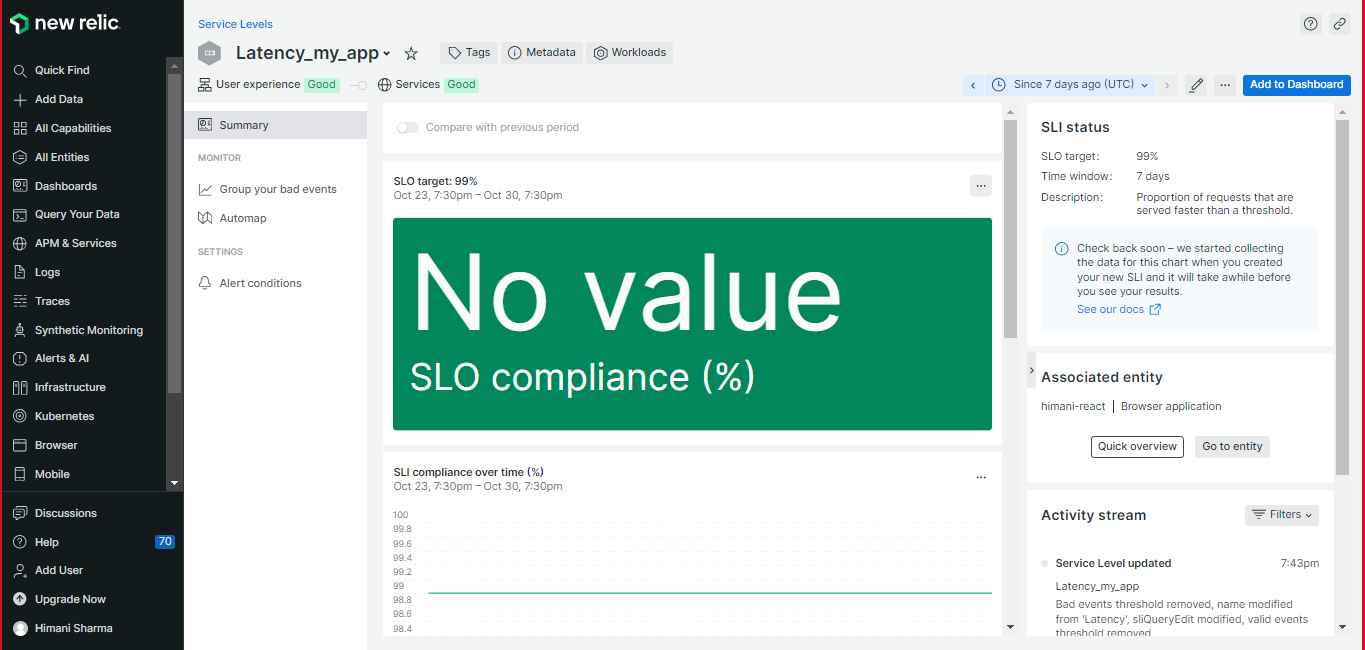 new relic.
Quick Find
Add Data
All Capabilities
All Entities
Dashboards
Query Your Data
APM & Services
Logs
Traces
Synthetic Monitoring
Alerts & AI
Infrastructure
Kubernetes
Browser
Mobile
Discussions
Help 70
Add User
Upgrade Now
Himani Sharma
Service Levels
Latency_my_app
Tags
Metadata
Workloads
User experience Good
Services Good
Since 7 days ago (UTC)
...
Add to Dashboard
Summary
MONITOR
Group your bad events
Automap
SETTINGS
Alert conditions
Compare with previous period
SLO target: 99%
Oct 23, 7:30pm – Oct 30, 7:30pm
...
No value
SLO compliance (%)
SLI compliance over time (%)
Oct 23, 7:30pm – Oct 30, 7:30pm
...
100
99.8
99.6
99.4
99.2
99
98.8
98.6
98.4
SLI status
SLO target: 99%
Time window: 7 days
Description: Proportion of requests that are
served faster than a threshold.
Check back soon – we started collecting
the data for this chart when you created
your new SLI and it will take awhile before
you see your results.
See our docs
Associated entity
himani-react | Browser application
Quick overview
Go to entity
Activity stream
Filters
Service Level updated 7:43pm
Latency_my_app
Bad events threshold removed, name modified
from 'Latency', sliQueryEdit modified, valid events
threshold removed